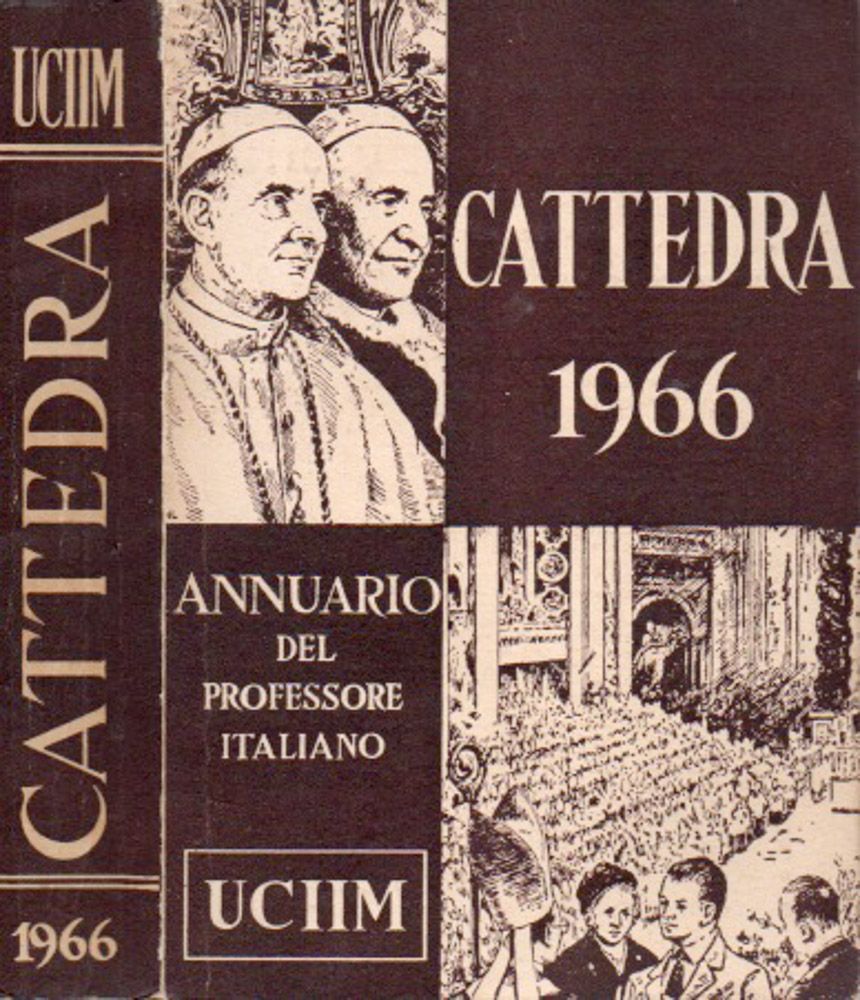 UCIIM
CATTEDRA
1966
CATTEDRA
1966
ANNUARIO
DEL
PROFESSORE
ITALIANO
UCIIM